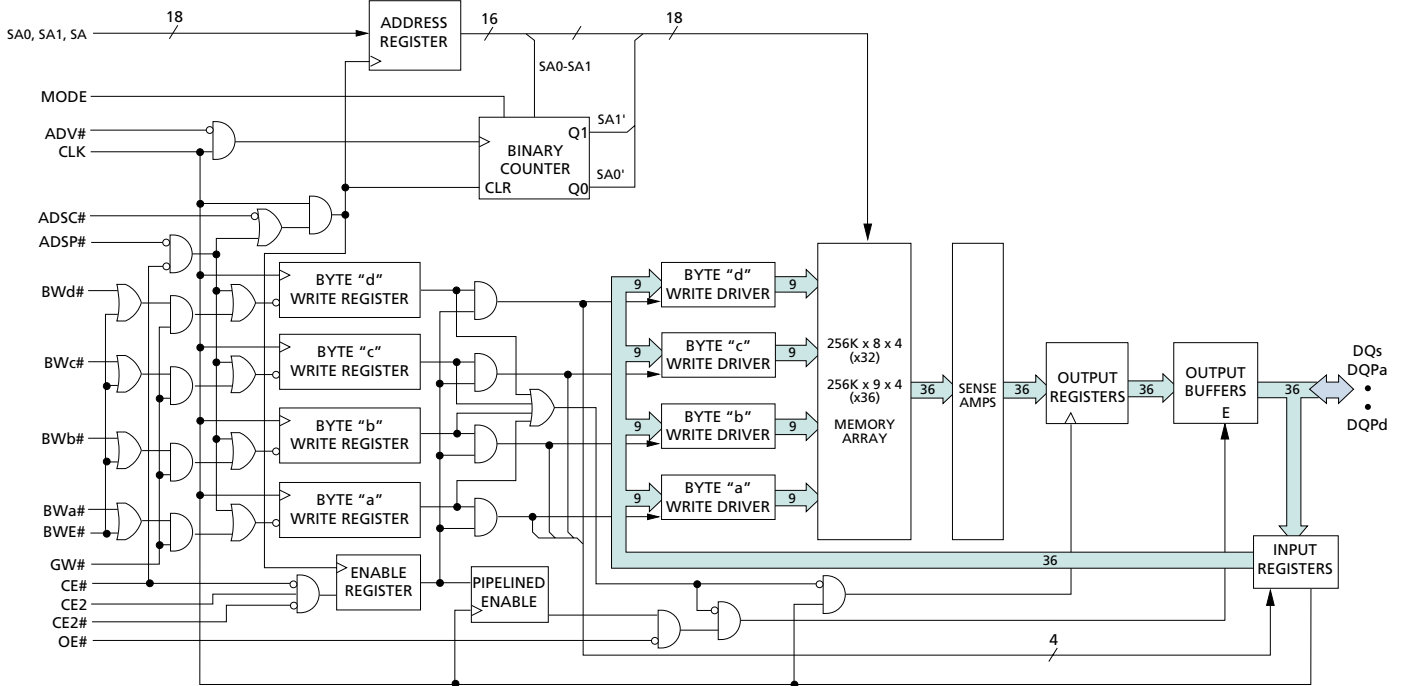 18
16
18
SA0, SA1, SA
ADDRESS
REGISTER
SA0-SA1
MODE
ADV#
CLK
BINARY
COUNTER
Q1
SA1'
CLR
Q0
SA0'
ADSC#
ADSP#
BWd#
BYTE “d”
WRITE REGISTER
9
BYTE “d”
WRITE DRIVER
9
BWc#
BYTE “c”
WRITE REGISTER
9
BYTE “c”
WRITE DRIVER
9
256K x 8 x 4
(x32)
256K x 9 x 4
(x36)
MEMORY
ARRAY
36
SENSE
AMPS
36
OUTPUT
REGISTERS
36
OUTPUT
BUFFERS
E
36
DQs
DQPa
DQPd
BWb#
BYTE “b”
WRITE REGISTER
9
BYTE “b”
WRITE DRIVER
9
BWa#
BWE#
BYTE “a”
WRITE REGISTER
9
BYTE “a”
WRITE DRIVER
9
GW#
CE#
CE2
CE2#
OE#
ENABLE
REGISTER
PIPELINED
ENABLE
36
INPUT
REGISTERS
4